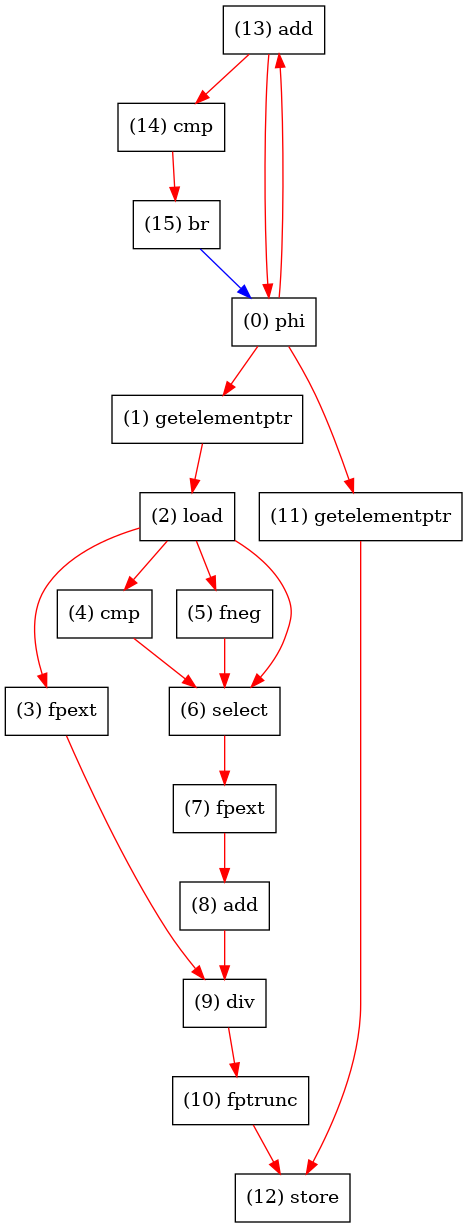 (13) add
(14) cmp
(15) br
(0) phi
(1) getelementptr
(2) load
(11) getelementptr
(4) cmp
(5) fneg
(3) fpext
(6) select
(7) fpext
(8) add
(9) div
(10) fptrunc
(12) store